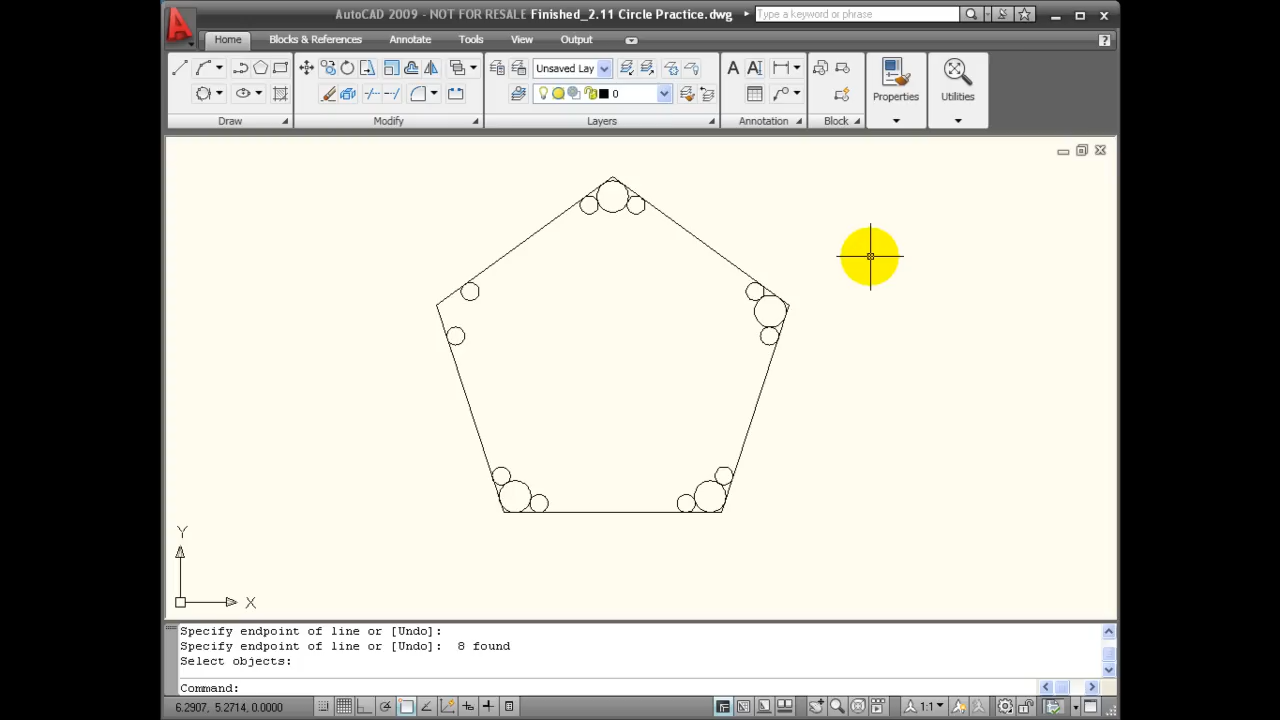 AutoCAD 2009 - NOT FOR RESALE Finished_2.11 Circle Practice.dwg
Type a keyword or phrase
Home Blocks & References Annotate Tools View Output
Unsaved Lay
0
Properties
Utilities
Draw Modify Layers Annotation Block
Y
X
Specify endpoint of line or [Undo]:
Specify endpoint of line or [Undo]:  8 found
Select objects:
Command:
6.2907, 5.2714, 0.0000
1:1